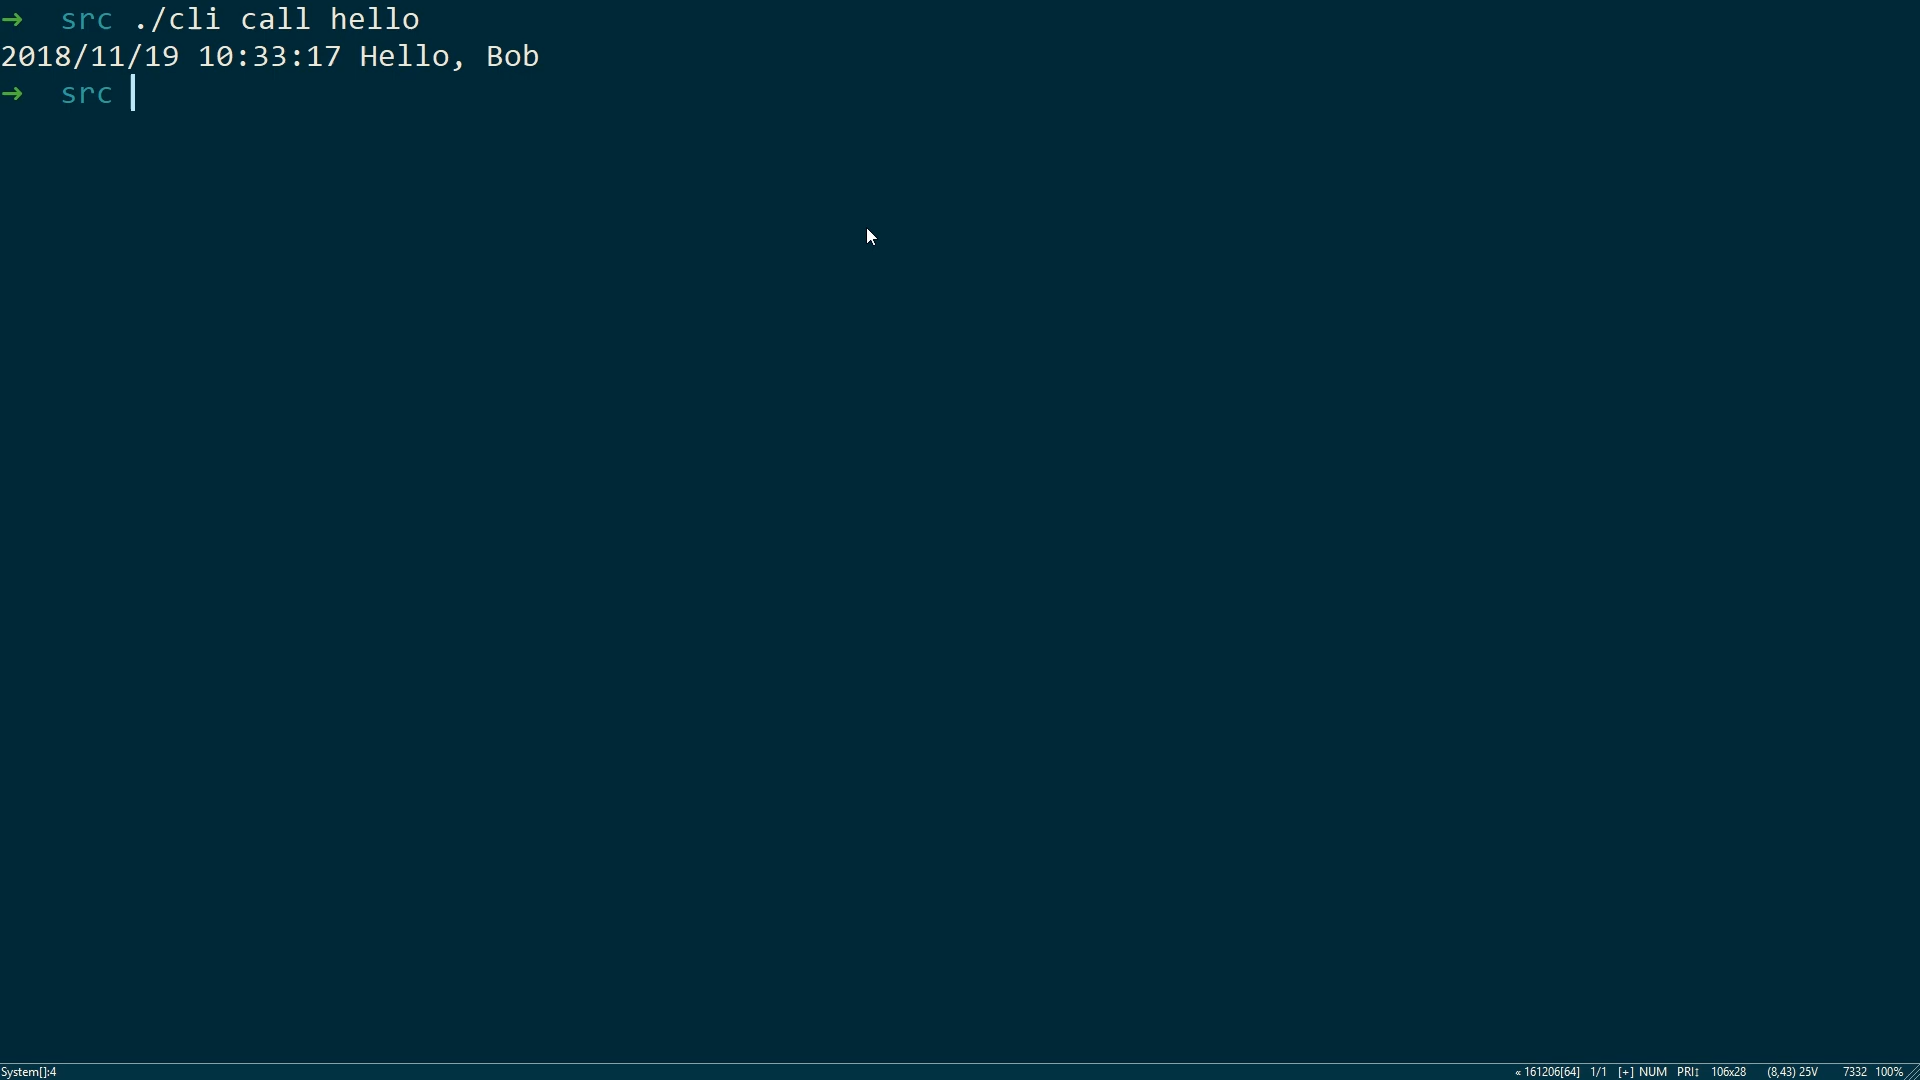 ➜  src ./cli call hello
2018/11/19 10:33:17 Hello, Bob
➜  src
System[]:4 « 161206[64] 1/1 [+] NUM PRI↕ 106x28 (8,43) 25V 7332 100%